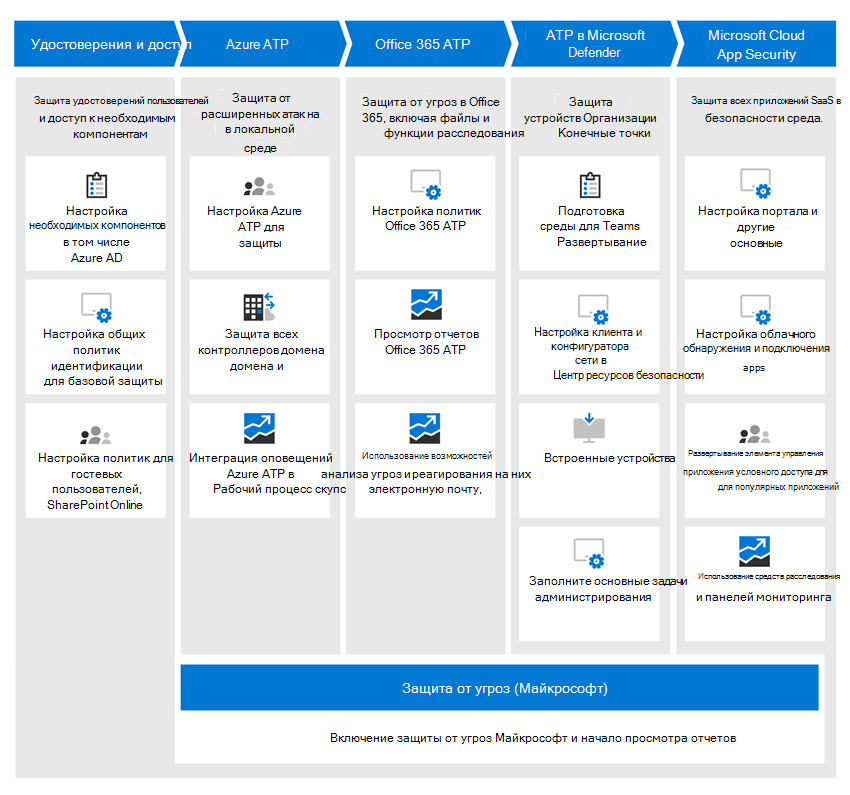 Удостоверения и доступ
Azure ATP
Office 365 ATP
ATP в Microsoft
Defender
Microsoft Cloud
App Security
Защита удостоверений пользователей
и доступ к необходимым
компонентам
Настройка
необходимых компонентов
в том числе
Azure AD
Настройка общих
политик
идентификации
для базовой защиты
Настройка политик для
гостевых
пользователей,
SharePoint Online
Защита от
расширенных атак на
в локальной
среде
Настройка Azure
ATP для
защиты
Защита всех
контроллеров домена
домена и
Интеграция оповещений
Azure ATP в
Рабочий процесс скупс
Защита от угроз в Office
365, включая файлы и
функции расследования
Настройка политик
Office 365 ATP
Просмотр отчетов
Office 365 ATP
Использование возможностей
анализа угроз и реагирования на них
электронную почту,
Защита
устройств Организации
Конечные точки
Подготовка
среды для Teams
Развертывание
Настройка клиента и
конфигуратора
сети в
Центр ресурсов безопасности
Встроенные устройства
Заполните основные задачи
администрирования
Защита всех приложений SaaS в
безопасности среда.
Настройка портала и
другие
основные
Настройка облачного
обнаружения и подключения
apps
Развертывание элемента управления
приложения условного доступа для
для популярных приложений
Использование средств расследования
и панелей мониторинга
Защита от угроз (Майкрософт)
Включение защиты от угроз Майкрософт и начало просмотра отчетов